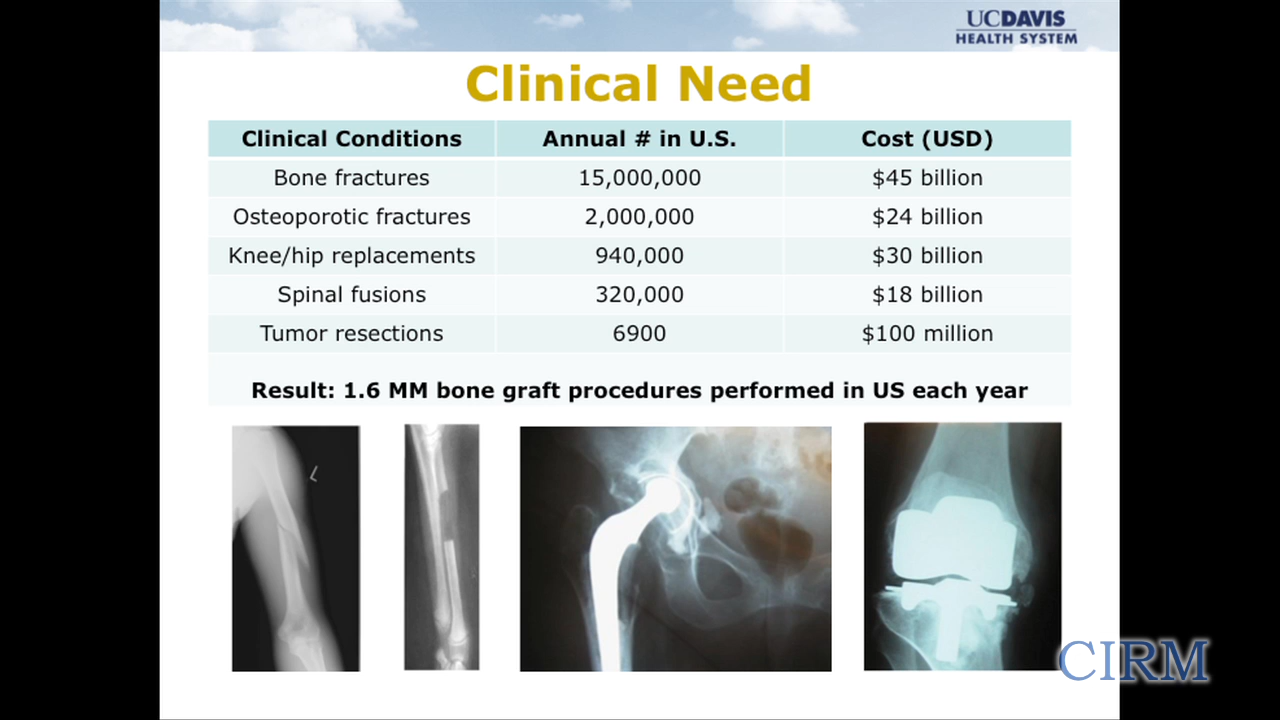 UCDAVIS
HEALTH SYSTEM
Clinical Need
Clinical Conditions Annual # in U.S. Cost (USD)
Bone fractures 15,000,000 $45 billion
Osteoporotic fractures 2,000,000 $24 billion
Knee/hip replacements 940,000 $30 billion
Spinal fusions 320,000 $18 billion
Tumor resections 6900 $100 million
Result: 1.6 MM bone graft procedures performed in US each year
L
CIRM